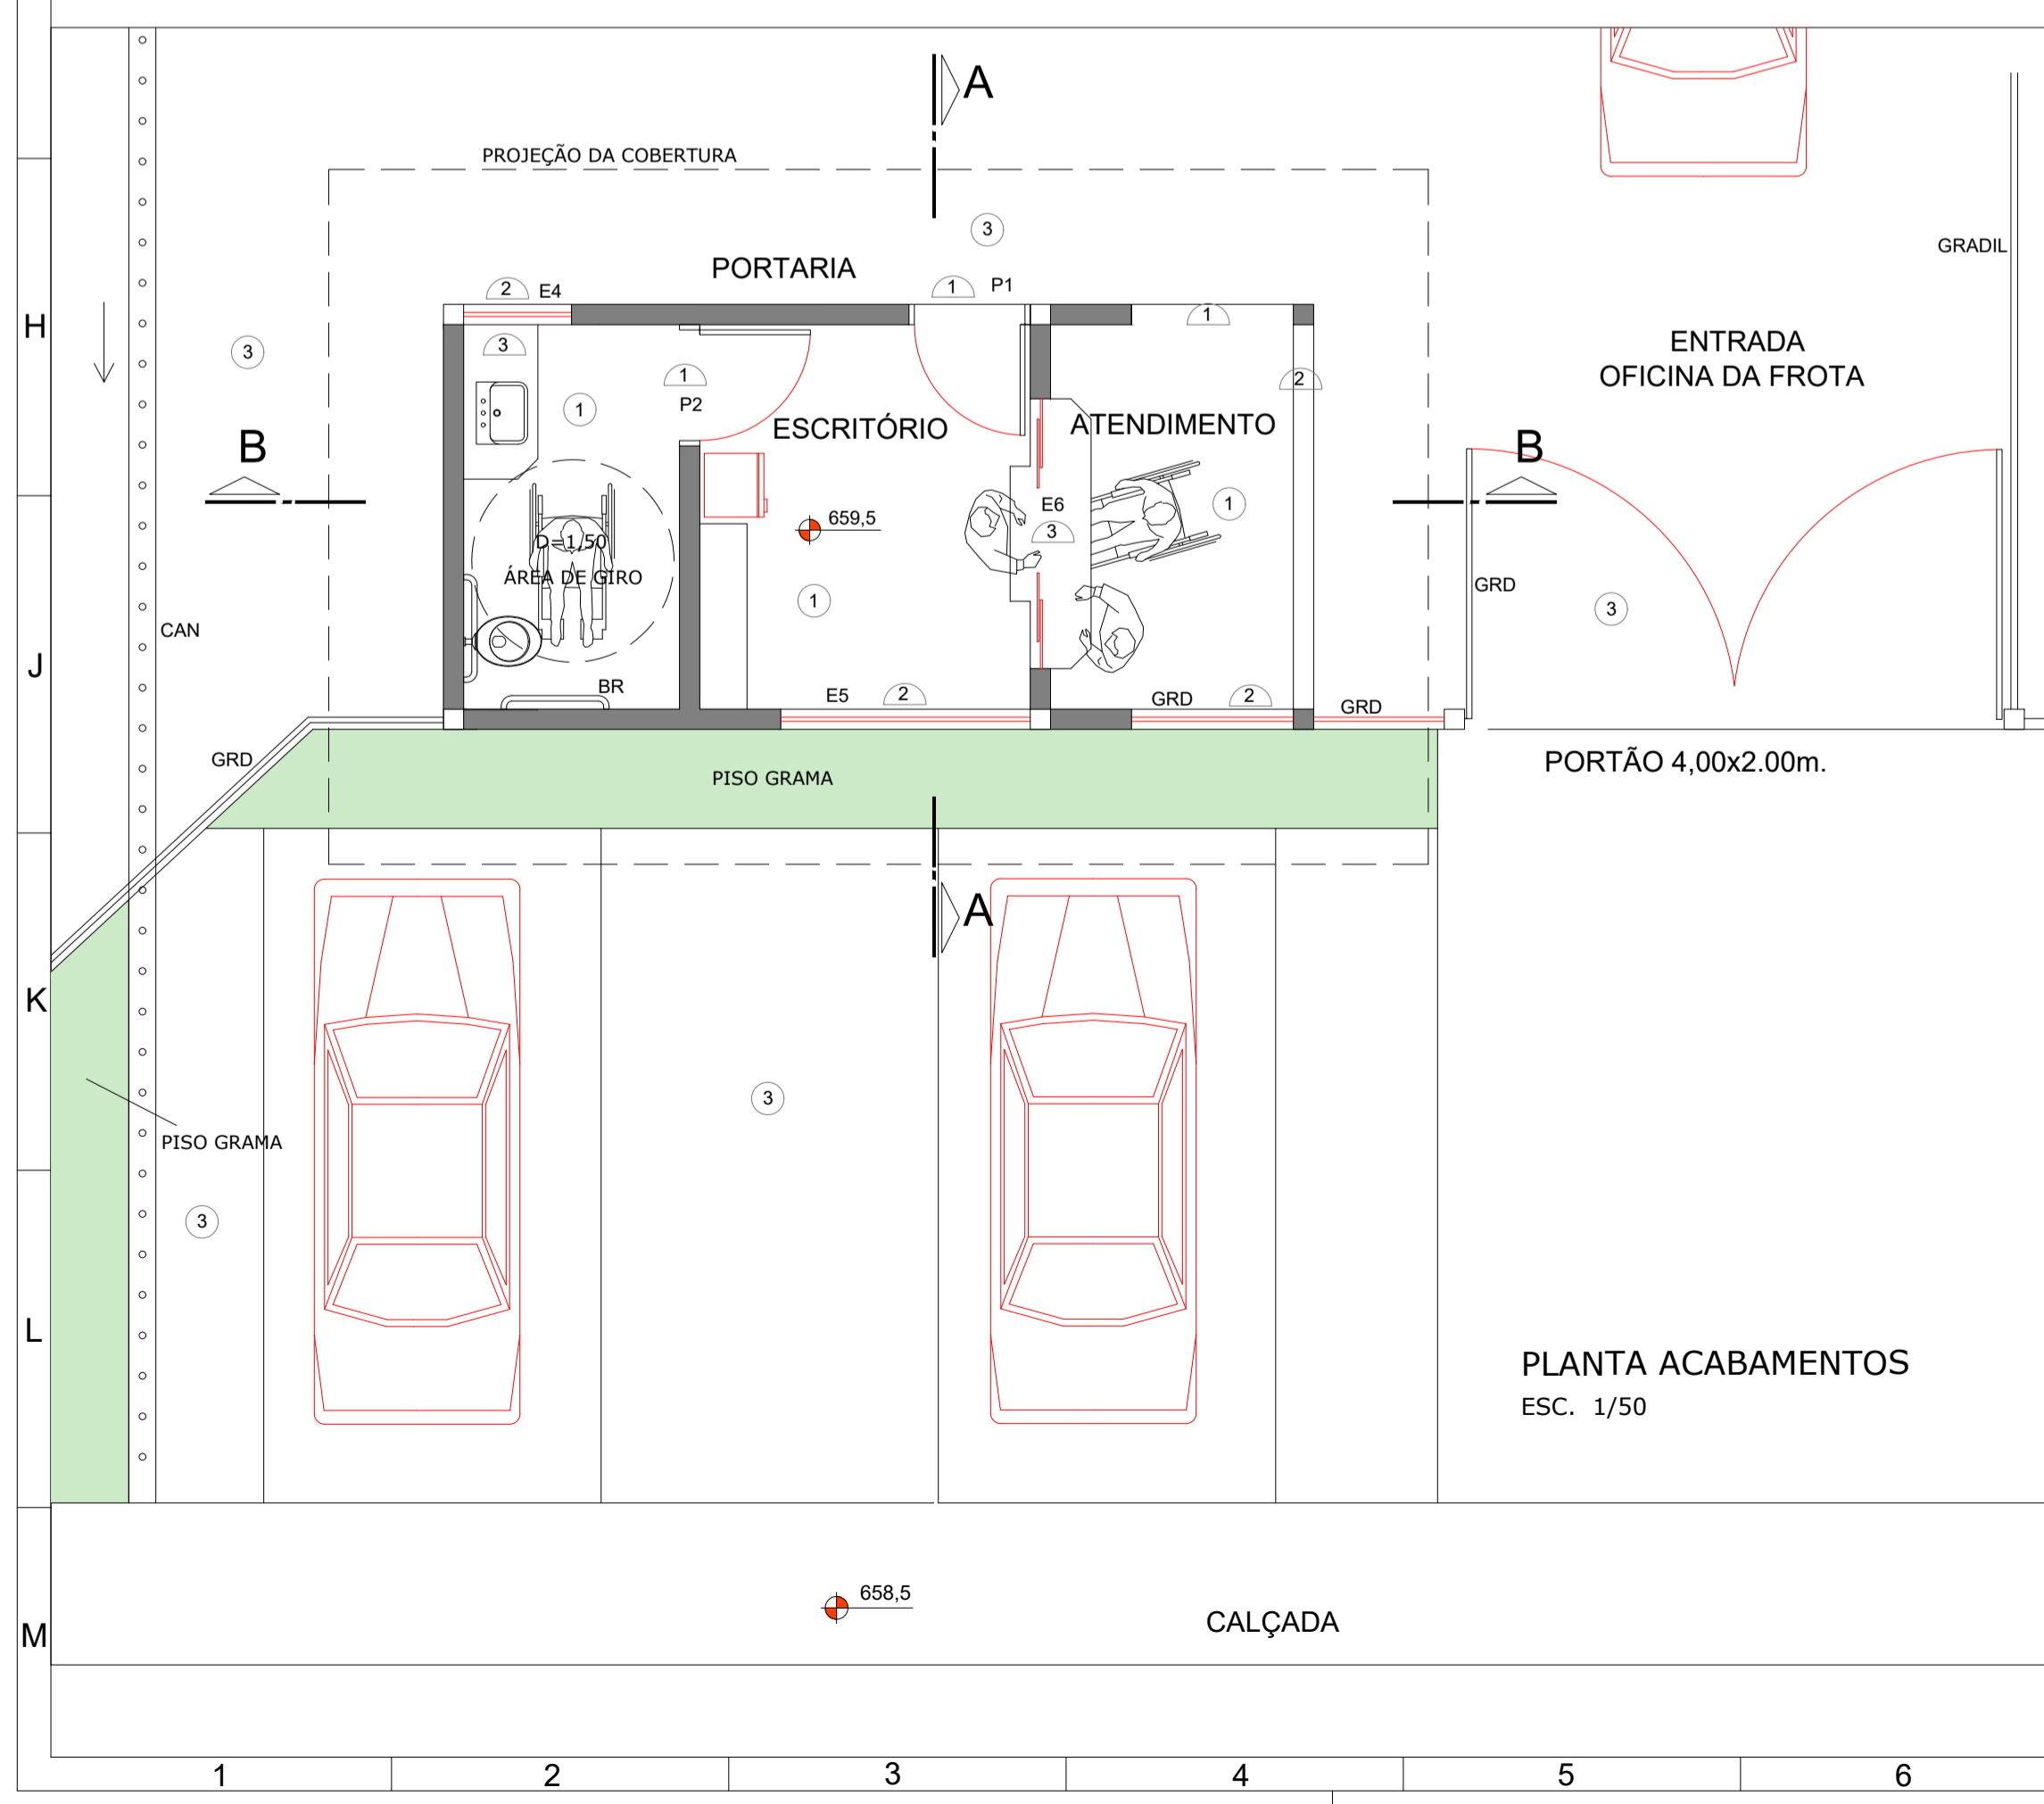 A
PROJEÇÃO DA COBERTURA
3
GRADIL
PORTARIA
2
E4
1
P1
1
H
ENTRADA
OFICINA DA FROTA
3
3
1
P2
2
1
ESCRITÓRIO
ATENDIMENTO
B
B
E6
1
659,5
3
D=1,50
ÁREA DE GIRO
GRD
1
3
CAN
J
BR
E5
2
GRD
2
GRD
GRD
PISO GRAMA
PORTÃO 4,00x2.00m.
A
K
3
PISO GRAMA
3
L
PLANTA ACABAMENTOS
ESC. 1/50
658,5
CALÇADA
M
1
2
3
4
5
6